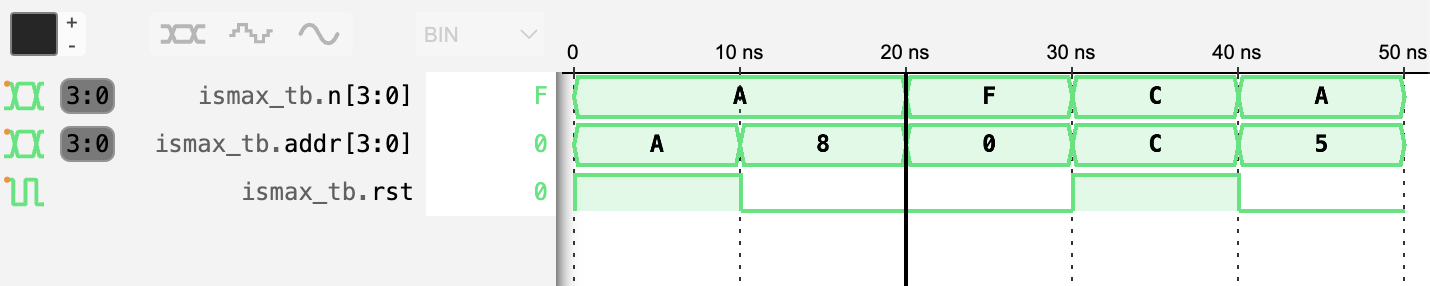 +
-
BIN
0 10 ns 20 ns 30 ns 40 ns 50 ns
3:0 ismax_tb.n[3:0] F A F C A
3:0 ismax_tb.addr[3:0] 0 A 8 0 C 5
ismax_tb.rst 0